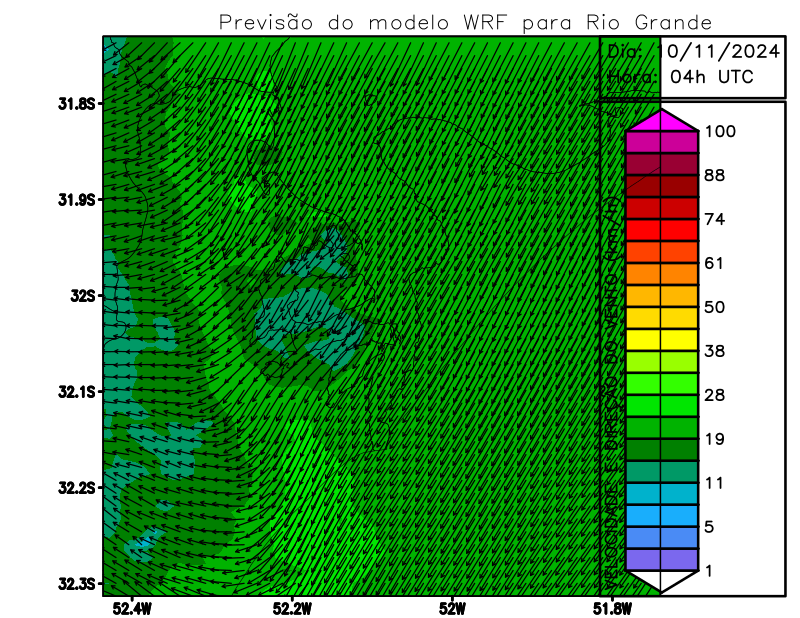 Previsão do modelo WRF para Rio Grande
Dia: 10/11/2024
Hora: 04h UTC
31.8S
31.9S
32S
32.1S
32.2S
32.3S
52.4W
52.2W
52W
51.8W
VELOCIDADE E DIREÇÃO DO VENTO (km/h)
100
88
74
61
50
38
28
19
11
5
1